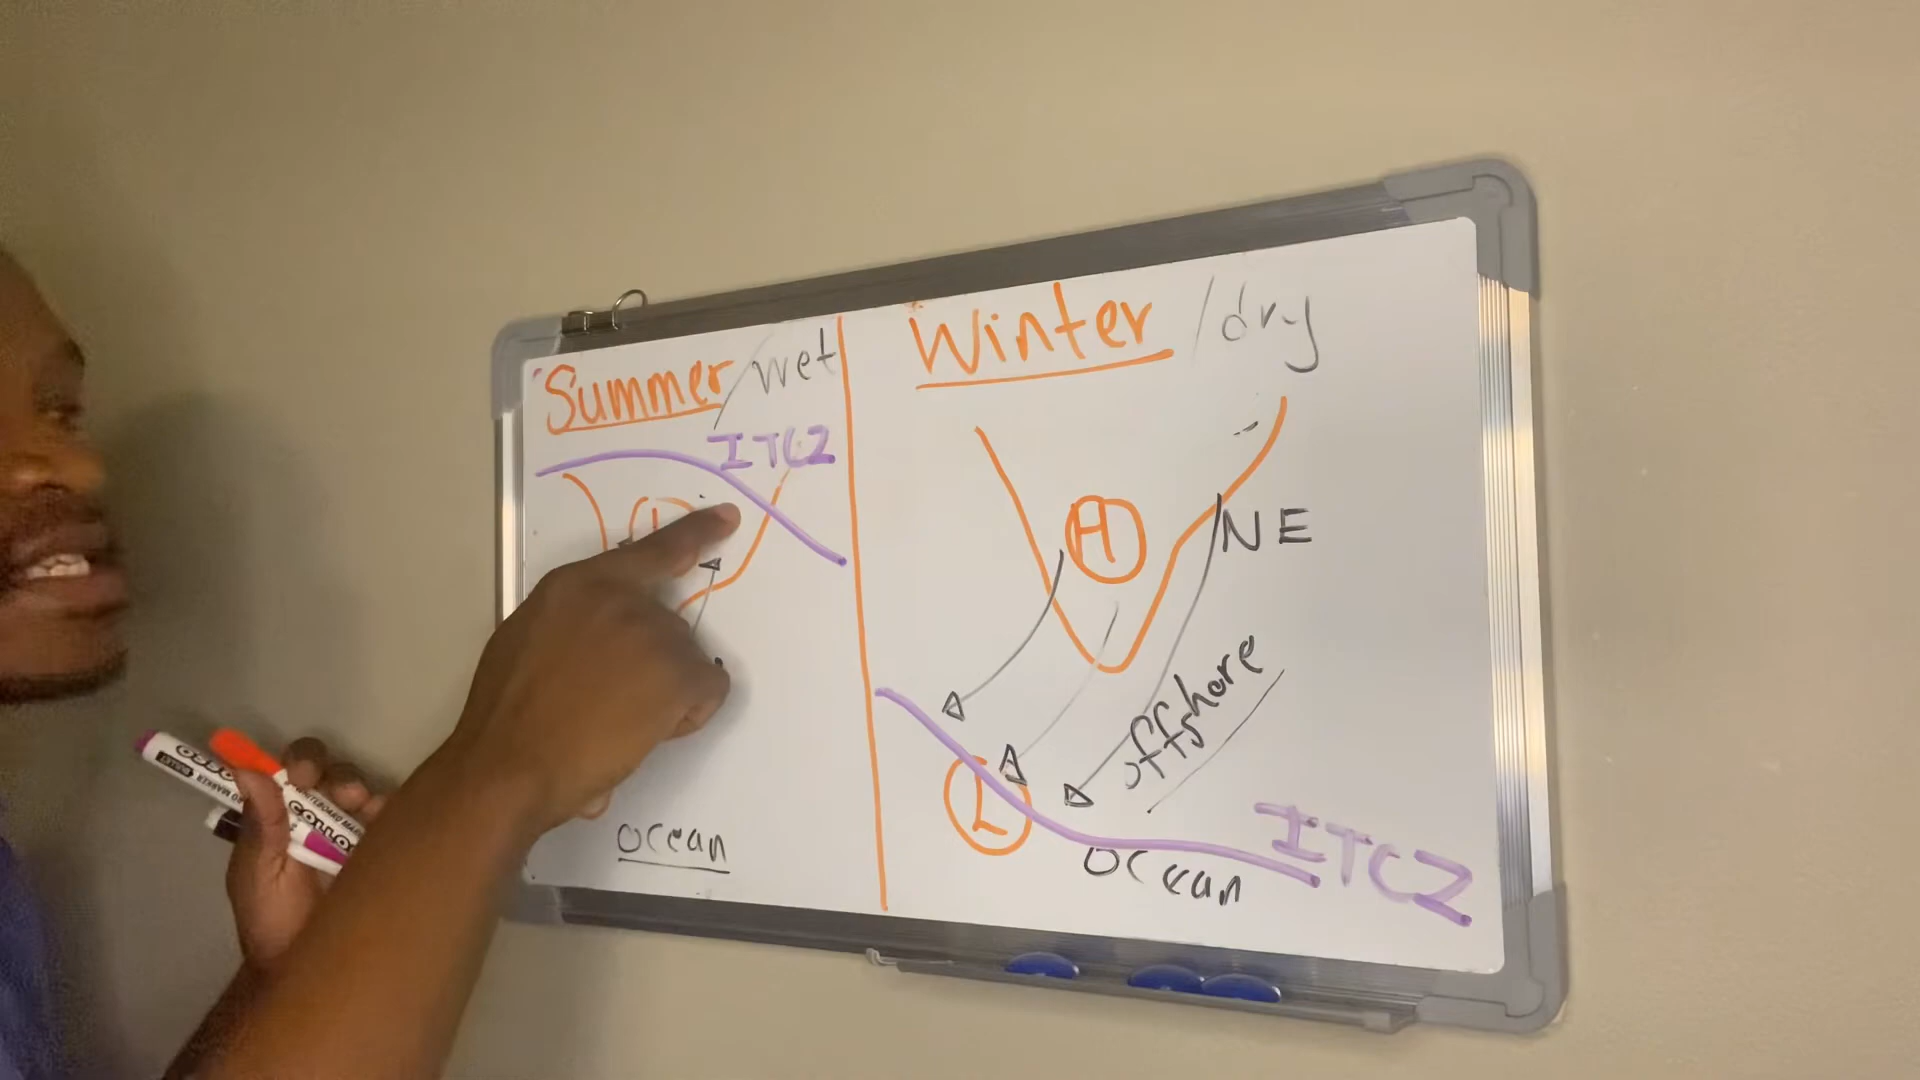 Summer/wet
ITCZ
L
ocean
Winter/dry
H
NE
offshore
L
ITCZ
ocean